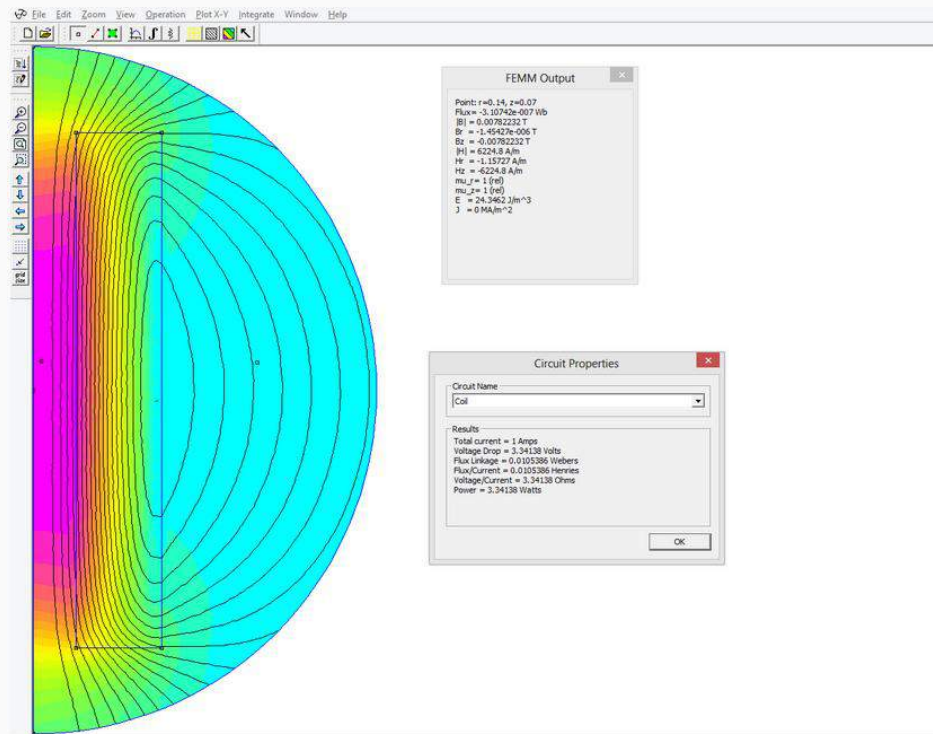 File Edit Zoom View Operation Plot X-Y Integrate Window Help
FEMM Output
Point: r=0.14, z=0.07
Flux= -3.10742e-007 Wb
|B| = 0.00782232 T
Br = -1.45427e-006 T
Bz = -0.00782232 T
|H| = 6224.8 A/m
Hr = -1.15727 A/m
Hz = -6224.8 A/m
mu_r= 1 (rel)
mu_z= 1 (rel)
E = 24.3462 J/m^3
J = 0 MA/m^2
Circuit Properties
Circuit Name
Coil
Results
Total current = 1 Amps
Voltage Drop = 3.34138 Volts
Flux Linkage = 0.0105386 Webers
Flux/Current = 0.0105386 Henries
Voltage/Current = 3.34138 Ohms
Power = 3.34138 Watts
OK